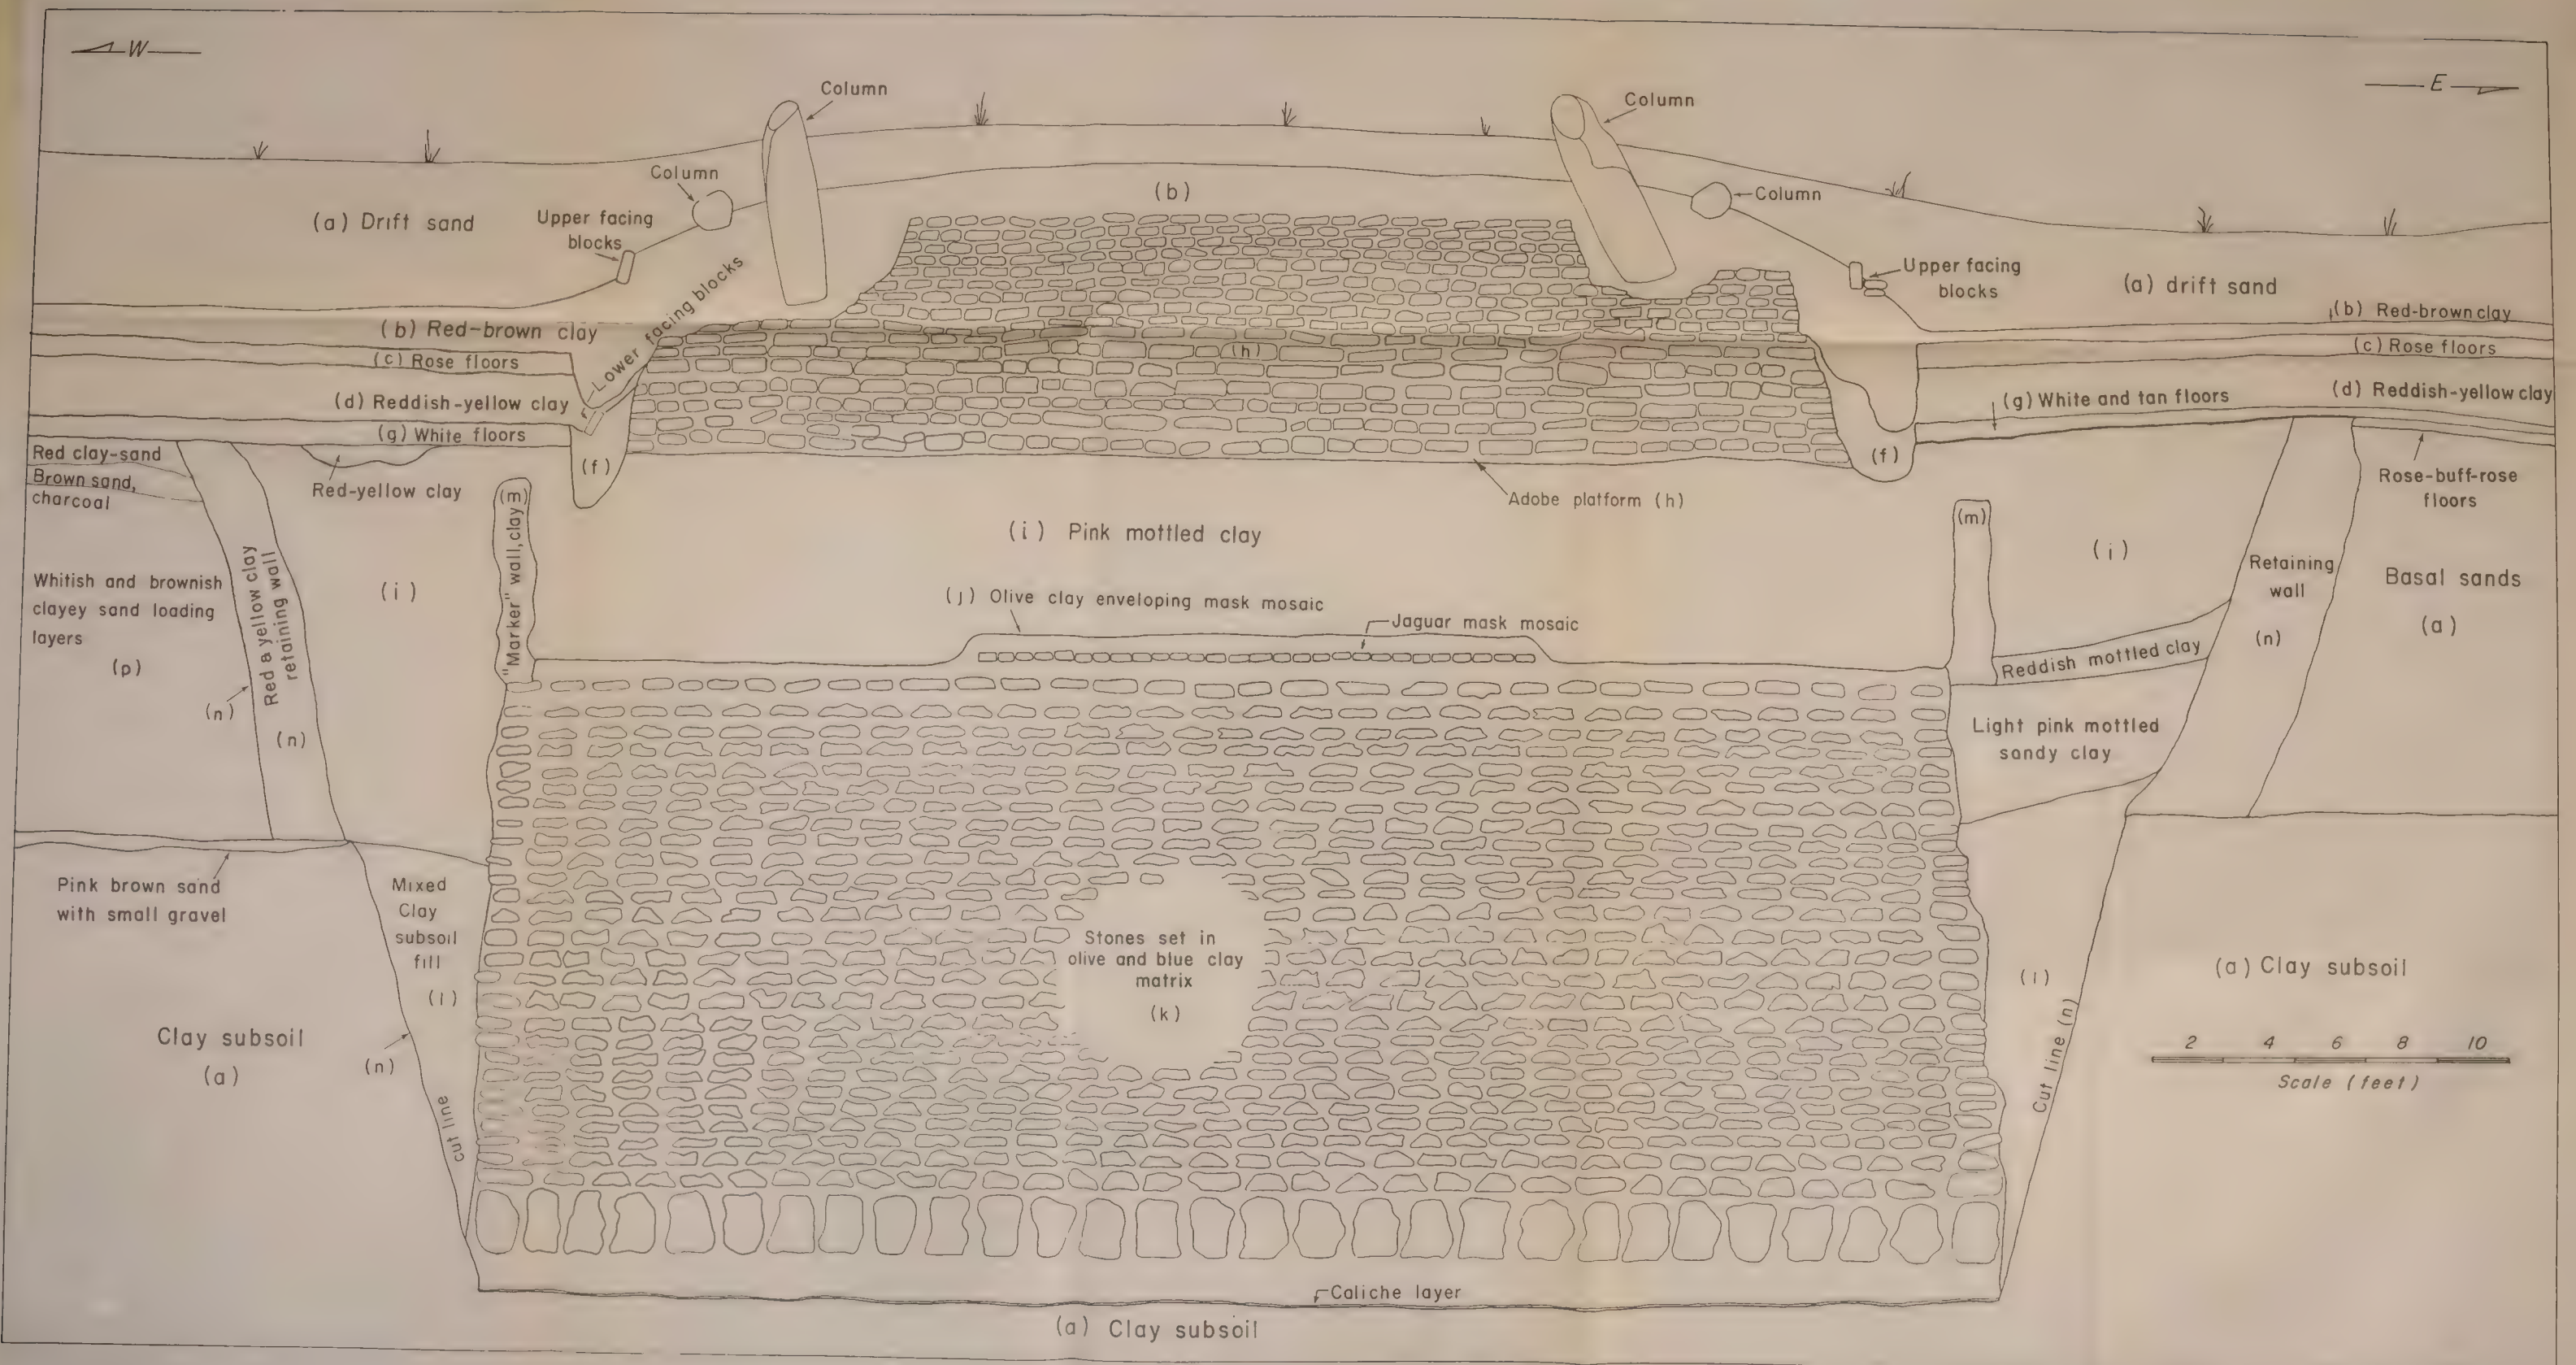 W
E
Column
Column
Column
Column
(b)
(a) Drift sand
Upper facing
blocks
Upper facing
blocks
(a) drift sand
Lower facing blocks
(b) Red-brown clay
(b) Red-brown clay
(c) Rose floors
(h)
(c) Rose floors
(d) Reddish-yellow clay
(g) White and tan floors
(d) Reddish-yellow clay
(g) White floors
Red clay-sand
Brown sand,
charcoal
Red-yellow clay
(f)
(f)
Rose-buff-rose
floors
(m)
"Marker" wall, clay
Adobe platform (h)
(m)
(i) Pink mottled clay
(i)
(i)
Whitish and brownish
clayey sand loading
layers
(p)
Red & yellow clay
retaining wall
(n)
(n)
Retaining
wall
(n)
Basal sands
(a)
(j) Olive clay enveloping mask mosaic
Jaguar mask mosaic
Reddish mottled clay
Light pink mottled
sandy clay
Pink brown sand
with small gravel
Mixed
Clay
subsoil
fill
(l)
Stones set in
olive and blue clay
matrix
(k)
(l)
(a) Clay subsoil
Clay subsoil
(a)
(n)
cut line
Cut line (n)
2 4 6 8 10
Scale (feet)
Caliche layer
(a) Clay subsoil